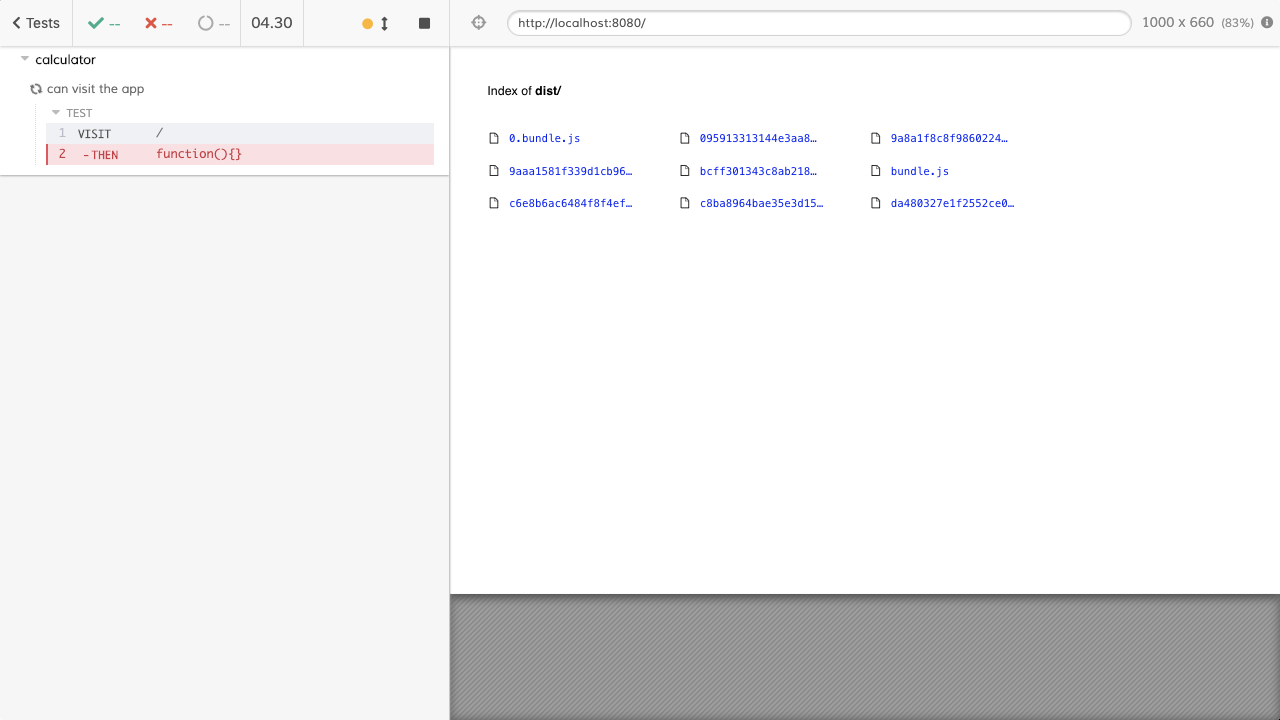 Tests -- -- -- 04.30
http://localhost:8080/ 1000 x 660 (83%)
calculator
can visit the app
TEST
1 VISIT /
2 -THEN function(){}
Index of dist/
0.bundle.js 095913313144e3aa8… 9a8a1f8c8f9860224…
9aaa1581f339d1cb96… bcff301343c8ab218… bundle.js
c6e8b6ac6484f8f4ef… c8ba8964bae35e3d15… da480327e1f2552ce0…